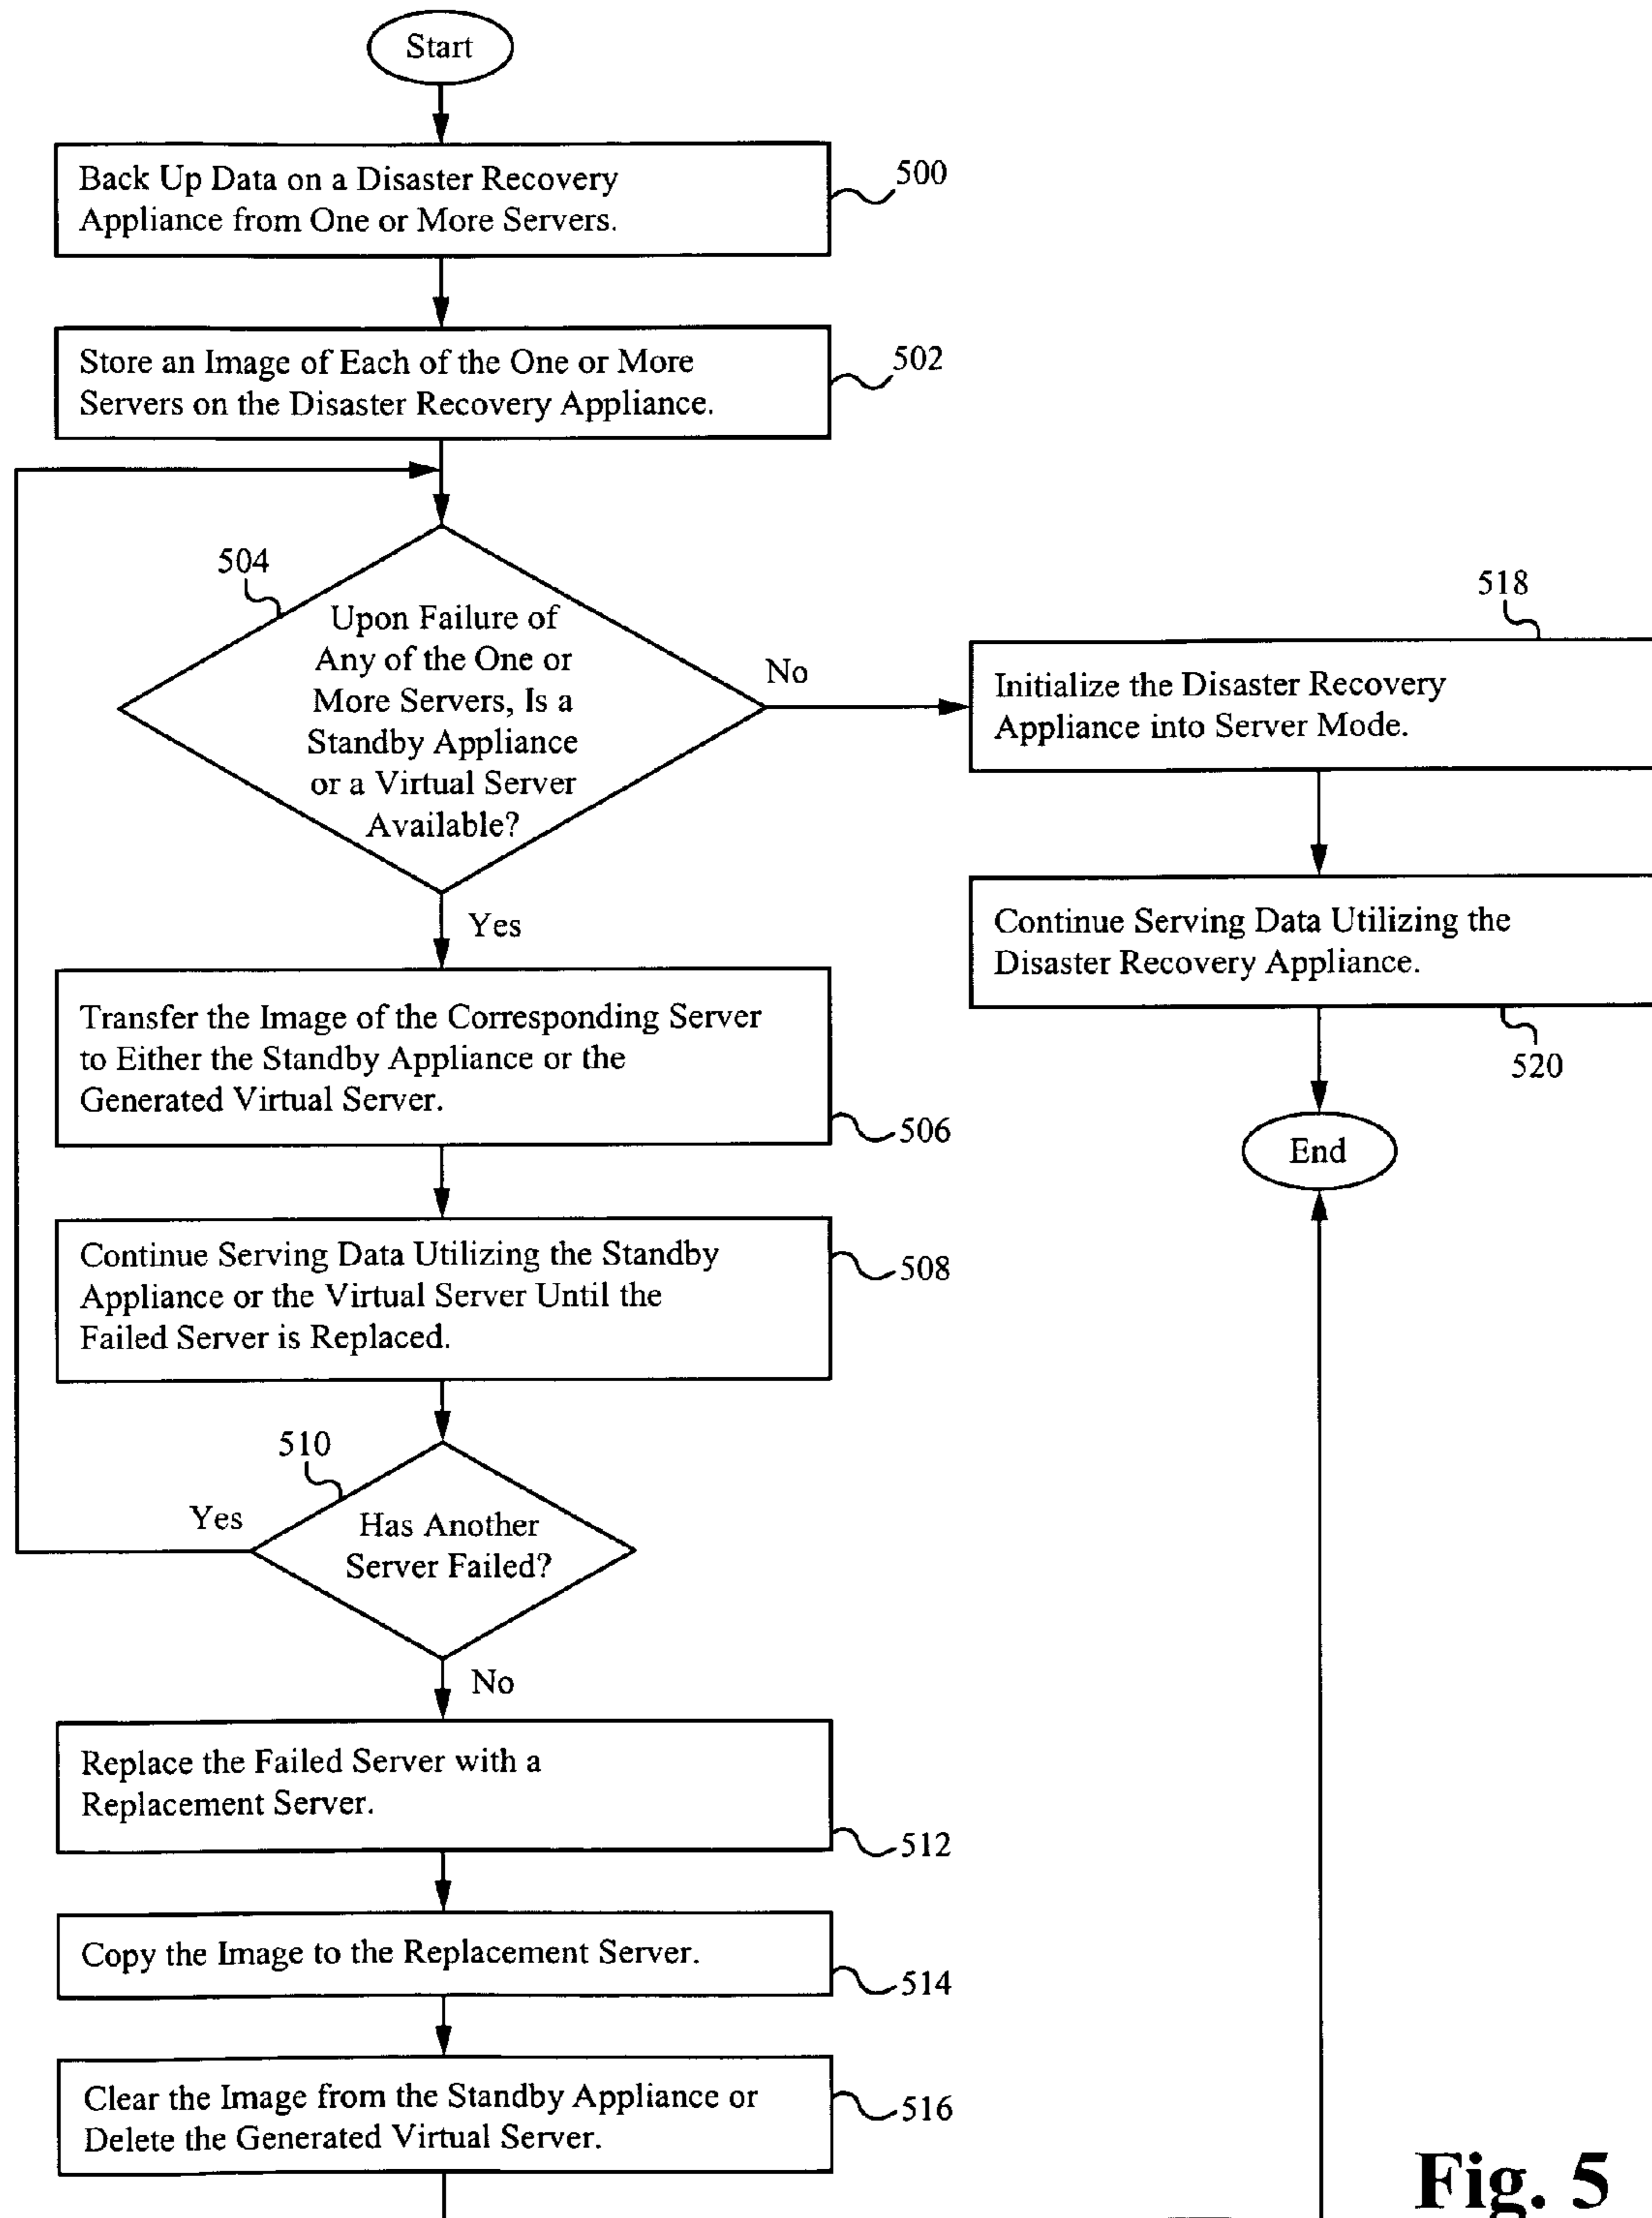 Start
Back Up Data on a Disaster Recovery
Appliance from One or More Servers.
500
Store an Image of Each of the One or More
Servers on the Disaster Recovery Appliance.
502
504
Upon Failure of
Any of the One or
More Servers, Is a
Standby Appliance
or a Virtual Server
Available?
No
Yes
518
Initialize the Disaster Recovery
Appliance into Server Mode.
Continue Serving Data Utilizing the
Disaster Recovery Appliance.
520
End
Transfer the Image of the Corresponding Server
to Either the Standby Appliance or the
Generated Virtual Server.
506
Continue Serving Data Utilizing the Standby
Appliance or the Virtual Server Until the
Failed Server is Replaced.
508
510
Has Another
Server Failed?
Yes
No
Replace the Failed Server with a
Replacement Server.
512
Copy the Image to the Replacement Server.
514
Clear the Image from the Standby Appliance or
Delete the Generated Virtual Server.
516
Fig. 5